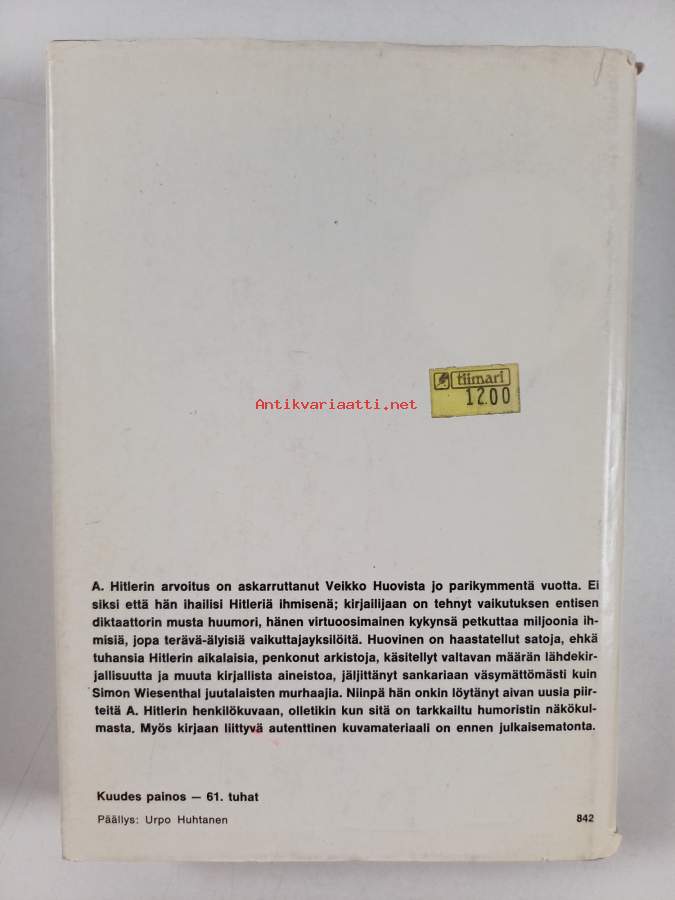 tiimari
12.00
Antikvariaatti.net
A. Hitlerin arvoitus on askarruttanut Veikko Huovista jo parikymmentä vuotta. Ei
siksi että hän ihailisi Hitleriä ihmisenä; kirjailijaan on tehnyt vaikutuksen entisen
diktaattorin musta huumori, hänen virtuoosimainen kykynsä petkuttaa miljoonia ih-
misiä, jopa terävä-älyisiä vaikuttajayksilöitä. Huovinen on haastatellut satoja, ehkä
tuhansia Hitlerin aikalaisia, penkonut arkistoja, käsitellyt valtavan määrän lähdekir-
jallisuutta ja muuta kirjallista aineistoa, jäljittänyt sankariaan väsymättömästi kuin
Simon Wiesenthal juutalaisten murhaajia. Niinpä hän onkin löytänyt aivan uusia piir-
teitä A. Hitlerin henkilökuvaan, olletikin kun sitä on tarkkailtu humoristin näkökul-
masta. Myös kirjaan liittyvä autenttinen kuvamateriaali on ennen julkaisematonta.
Kuudes painos — 61. tuhat
Päällys: Urpo Huhtanen
842